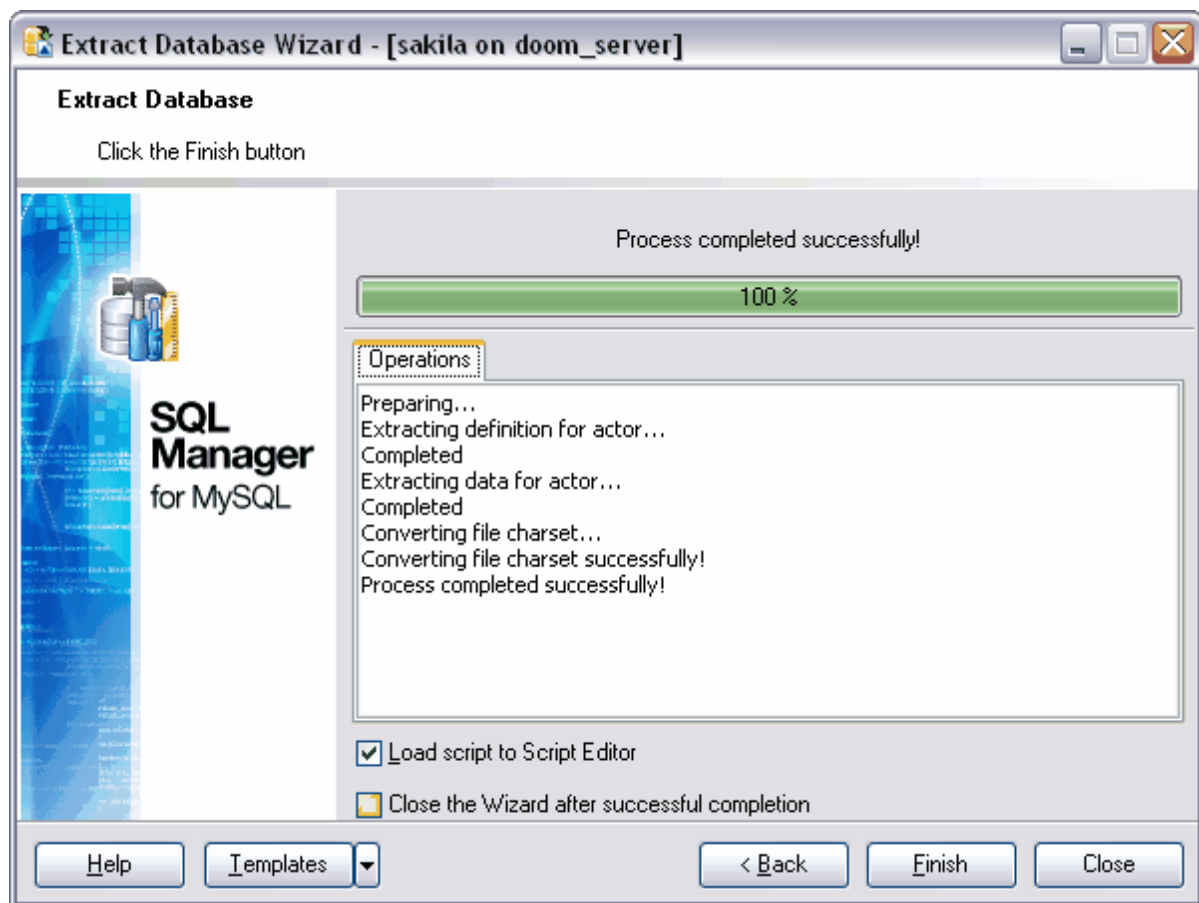 Extract Database Wizard - [sakila on doom_server]
Extract Database
Click the Finish button
Process completed successfully!
100 %
SQL
Manager
for MySQL
Operations
Preparing...
Extracting definition for actor...
Completed
Extracting data for actor...
Completed
Converting file charset...
Converting file charset successfully!
Process completed successfully!
Load script to Script Editor
Close the Wizard after successful completion
Help
Templates
< Back
Finish
Close